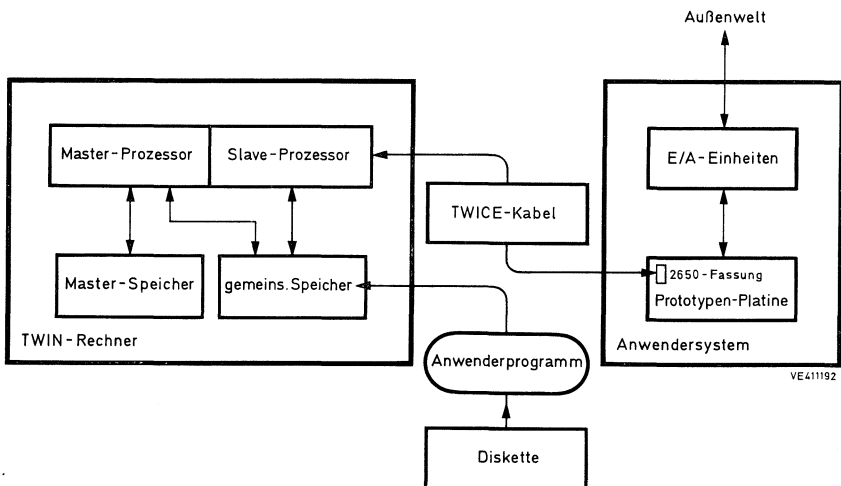 Außenwelt
Master-Prozessor
Slave-Prozessor
E/A-Einheiten
TWICE-Kabel
Master-Speicher
gemeins. Speicher
2650-Fassung
Prototypen-Platine
TWIN-Rechner
Anwendersystem
Anwenderprogramm
VE411192
Diskette